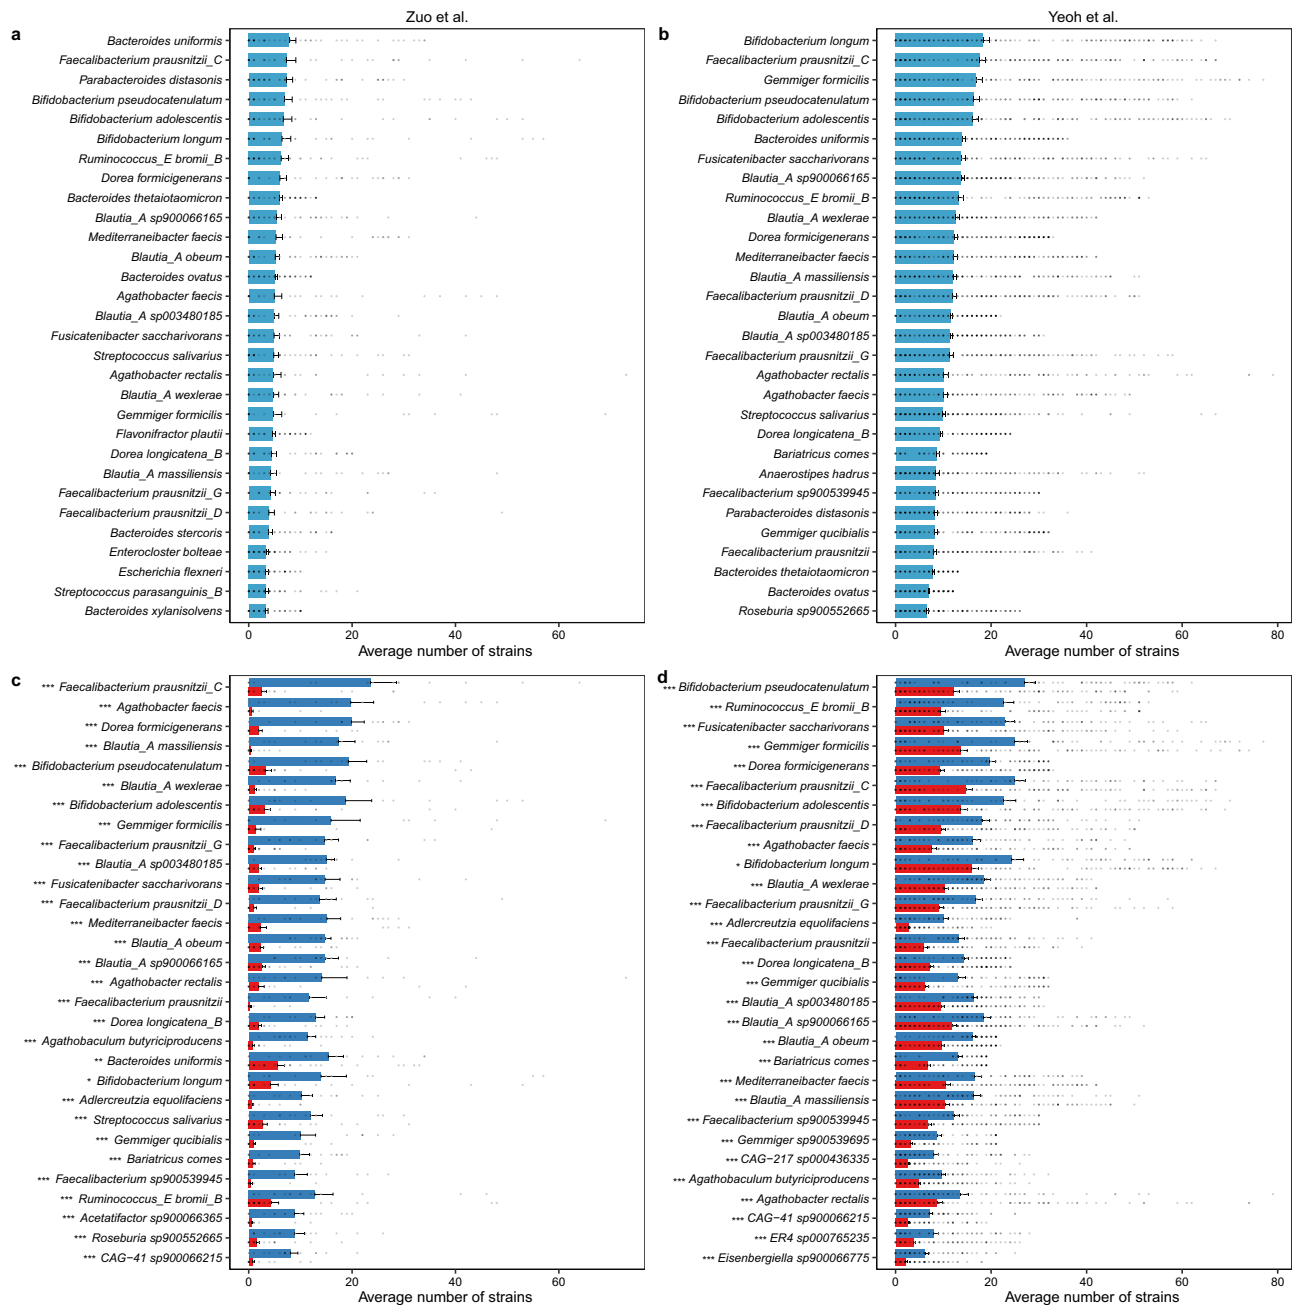 Zuo et al.
Yeoh et al.
a
Bacteroides uniformis
Faecalibacterium prausnitzii_C
Parabacteroides distasonis
Bifidobacterium pseudocatenulatum
Bifidobacterium adolescentis
Bifidobacterium longum
Ruminococcus_E bromii_B
Dorea formicigenerans
Bacteroides thetaiotaomicron
Blautia_A sp900066165
Mediterraneibacter faecis
Blautia_A obeum
Bacteroides ovatus
Agathobacter faecis
Blautia_A sp003480185
Fusicatenibacter saccharivorans
Streptococcus salivarius
Agathobacter rectalis
Blautia_A wexlerae
Gemmiger formicilis
Flavonifractor plautii
Dorea longicatena_B
Blautia_A massiliensis
Faecalibacterium prausnitzii_G
Faecalibacterium prausnitzii_D
Bacteroides stercoris
Enterocloster bolteae
Escherichia flexneri
Streptococcus parasanguinis_B
Bacteroides xylanisolvens
0 20 40 60
Average number of strains
b
Bifidobacterium longum
Faecalibacterium prausnitzii_C
Gemmiger formicilis
Bifidobacterium pseudocatenulatum
Bifidobacterium adolescentis
Bacteroides uniformis
Fusicatenibacter saccharivorans
Blautia_A sp900066165
Ruminococcus_E bromii_B
Blautia_A wexlerae
Dorea formicigenerans
Mediterraneibacter faecis
Blautia_A massiliensis
Faecalibacterium prausnitzii_D
Blautia_A obeum
Blautia_A sp003480185
Faecalibacterium prausnitzii_G
Agathobacter rectalis
Agathobacter faecis
Streptococcus salivarius
Dorea longicatena_B
Bariatricus comes
Anaerostipes hadrus
Faecalibacterium sp900539945
Parabacteroides distasonis
Gemmiger qucibialis
Faecalibacterium prausnitzii
Bacteroides thetaiotaomicron
Bacteroides ovatus
Roseburia sp900552665
0 20 40 60 80
Average number of strains
c
*** Faecalibacterium prausnitzii_C
*** Agathobacter faecis
*** Dorea formicigenerans
*** Blautia_A massiliensis
*** Bifidobacterium pseudocatenulatum
*** Blautia_A wexlerae
*** Bifidobacterium adolescentis
*** Gemmiger formicilis
*** Faecalibacterium prausnitzii_G
*** Blautia_A sp003480185
*** Fusicatenibacter saccharivorans
*** Faecalibacterium prausnitzii_D
*** Mediterraneibacter faecis
*** Blautia_A obeum
*** Blautia_A sp900066165
*** Agathobacter rectalis
*** Faecalibacterium prausnitzii
*** Dorea longicatena_B
*** Agathobaculum butyriciproducens
** Bacteroides uniformis
* Bifidobacterium longum
*** Adlercreutzia equolifaciens
*** Streptococcus salivarius
*** Gemmiger qucibialis
*** Bariatricus comes
*** Faecalibacterium sp900539945
*** Ruminococcus_E bromii_B
*** Acetatifactor sp900066365
*** Roseburia sp900552665
*** CAG−41 sp900066215
0 20 40 60
Average number of strains
d
*** Bifidobacterium pseudocatenulatum
*** Ruminococcus_E bromii_B
*** Fusicatenibacter saccharivorans
*** Gemmiger formicilis
*** Dorea formicigenerans
*** Faecalibacterium prausnitzii_C
*** Bifidobacterium adolescentis
*** Faecalibacterium prausnitzii_D
*** Agathobacter faecis
* Bifidobacterium longum
*** Blautia_A wexlerae
*** Faecalibacterium prausnitzii_G
*** Adlercreutzia equolifaciens
*** Faecalibacterium prausnitzii
*** Dorea longicatena_B
*** Gemmiger qucibialis
*** Blautia_A sp003480185
*** Blautia_A sp900066165
*** Blautia_A obeum
*** Bariatricus comes
*** Mediterraneibacter faecis
*** Blautia_A massiliensis
*** Faecalibacterium sp900539945
*** Gemmiger sp900539695
*** CAG−217 sp000436335
*** Agathobaculum butyriciproducens
*** Agathobacter rectalis
*** CAG−41 sp900066215
*** ER4 sp000765235
*** Eisenbergiella sp900066775
0 20 40 60 80
Average number of strains